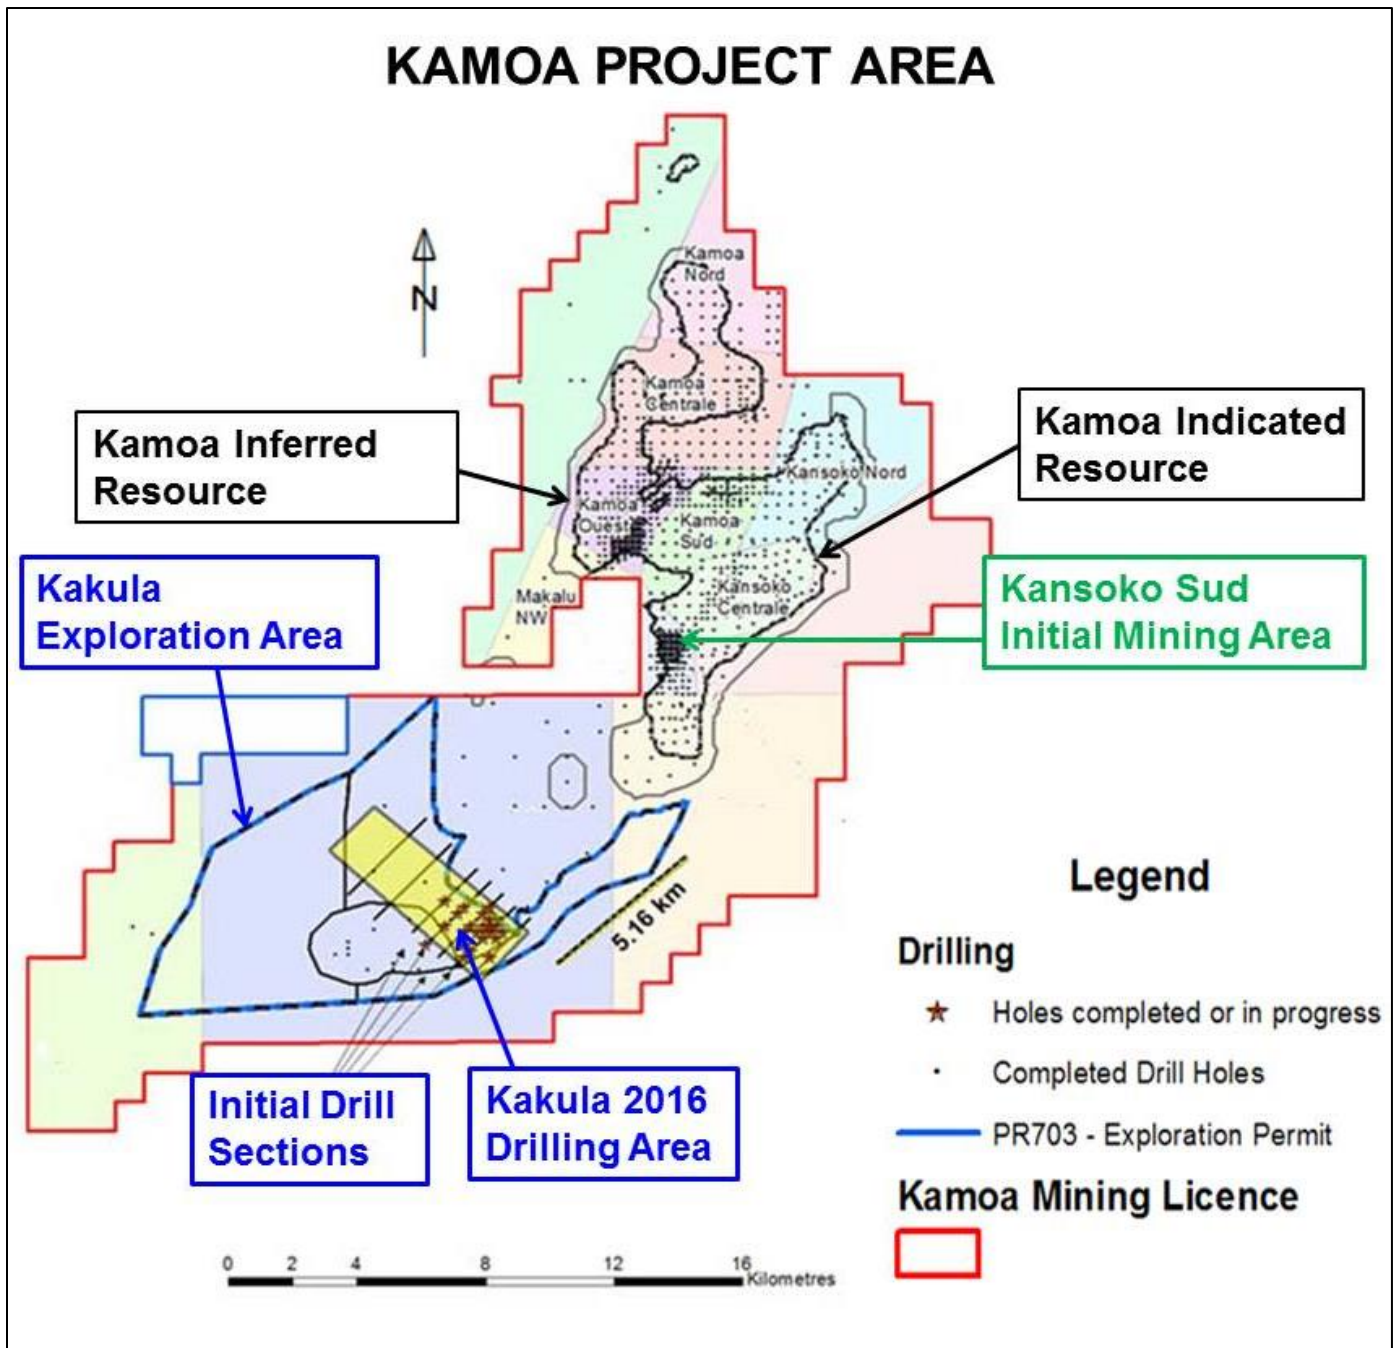 KAMOA PROJECT AREA
N
Kamoa
Nord
Kamoa
Centrale
Kamoa Inferred
Resource
Kamoa Indicated
Resource
Kansoko Nord
Kamoa
Ouest
Kamoa
Sud
Kakula
Exploration Area
Makalu
NW
Kansoko
Centrale
Kansoko Sud
Initial Mining Area
5.16 km
Initial Drill
Sections
Kakula 2016
Drilling Area
Legend
Drilling
Holes completed or in progress
Completed Drill Holes
PR703 - Exploration Permit
Kamoa Mining Licence
0 2 4 8 12 16
Kilometres